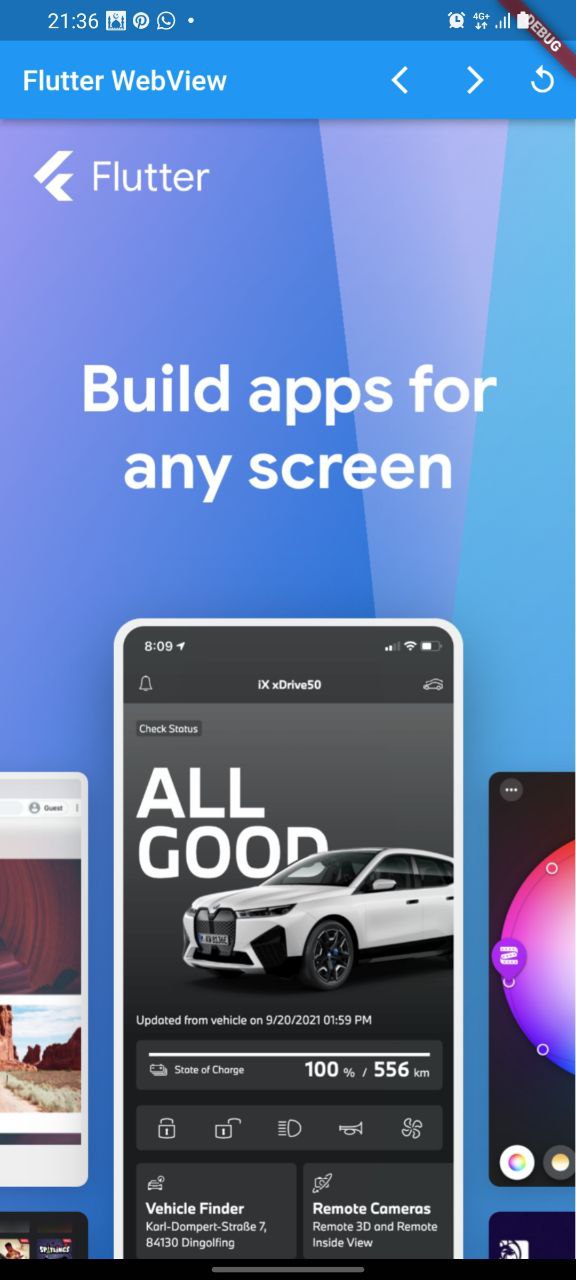 21:36
4G+
DEBUG
Flutter WebView
Flutter
Build apps for
any screen
8:09
iX xDrive50
Check Status
ALL
GOOD
Guest
Updated from vehicle on 9/20/2021 01:59 PM
State of Charge
100 % / 556 km
Vehicle Finder
Karl-Dompert-Straße 7,
84130 Dingolfing
Remote Cameras
Remote 3D and Remote
Inside View